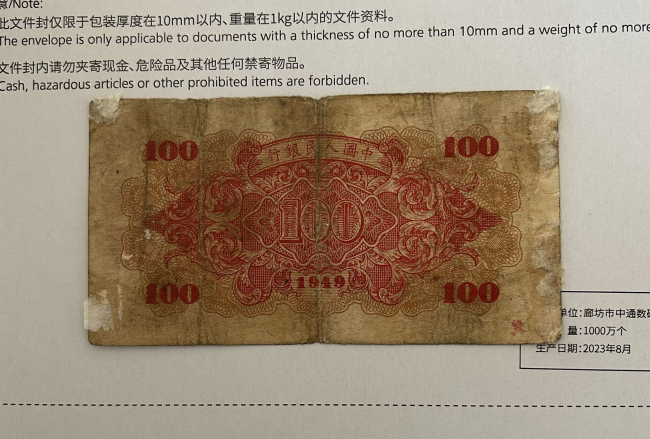 意/Note:
此文件封仅限于包装厚度在10mm以内、重量在1kg以内的文件资料。
The envelope is only applicable to documents with a thickness of no more than 10mm and a weight of no more
文件封内请勿夹寄现金、危险品及其他任何禁寄物品。
Cash, hazardous articles or other prohibited items are forbidden.
行銀民人國中
100 100
100
100 1949 100
单位:廊坊市中通数码
量:1000万个
生产日期:2023年8月